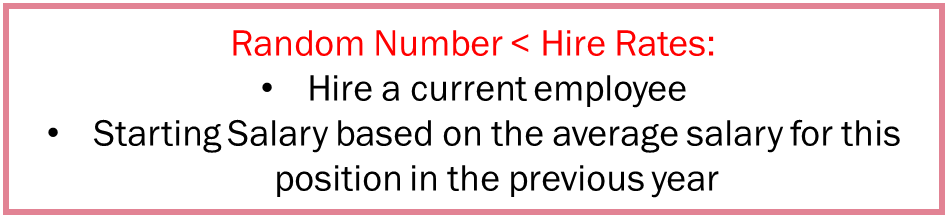 Random Number < Hire Rates:
• Hire a current employee
• Starting Salary based on the average salary for this
position in the previous year